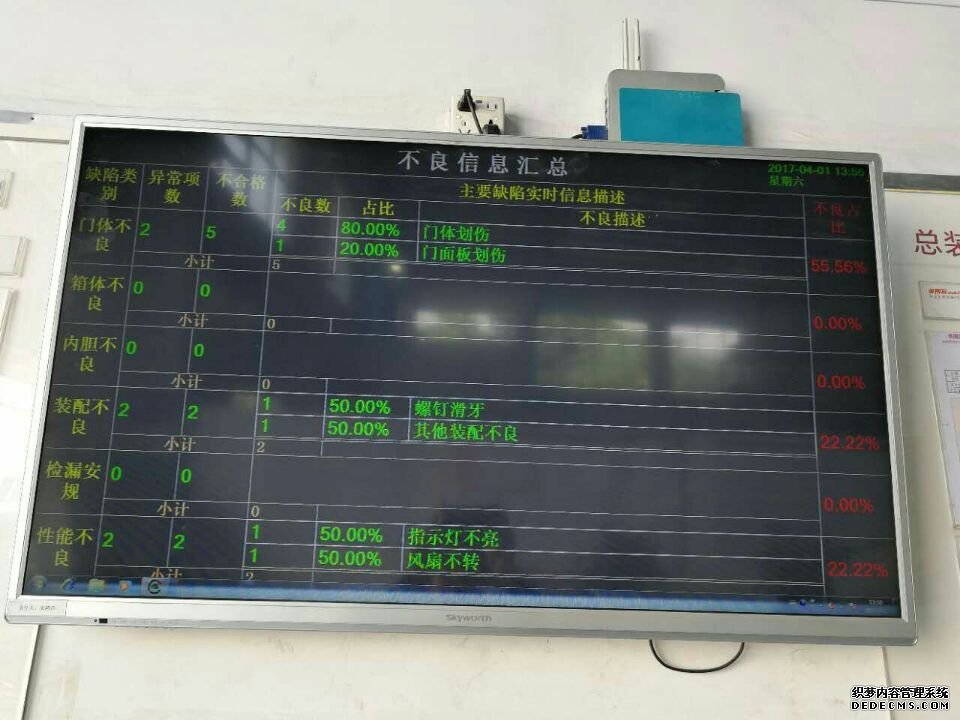 不良信息汇总
2017-04-01 13:56
星期六
缺陷类别 异常项数 不合格数 主要缺陷实时信息描述 不良占比
不良数 占比 不良描述
门体不良 2 5 4 80.00% 门体划伤 55.56%
1 20.00% 门面板划伤
小计 5
箱体不良 0 0 0.00%
小计 0
内胆不良 0 0 0.00%
小计 0
装配不良 2 2 1 50.00% 螺钉滑牙 22.22%
1 50.00% 其他装配不良
小计 2
检漏安规 0 0 0.00%
小计 0
性能不良 2 2 1 50.00% 指示灯不亮 22.22%
1 50.00% 风扇不转
小计 2
Skyworth
总装
织梦内容管理系统
DEDECMS.COM